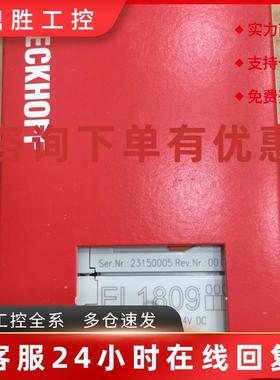 胜工控
实力
支持
免费
BECKHOFF
咨询下单有优惠
Ser.Nr.: 23150005 Rev.Nr.: 00
EL1809
4V DC
工控全系 多仓速发
客服24小时在线回复